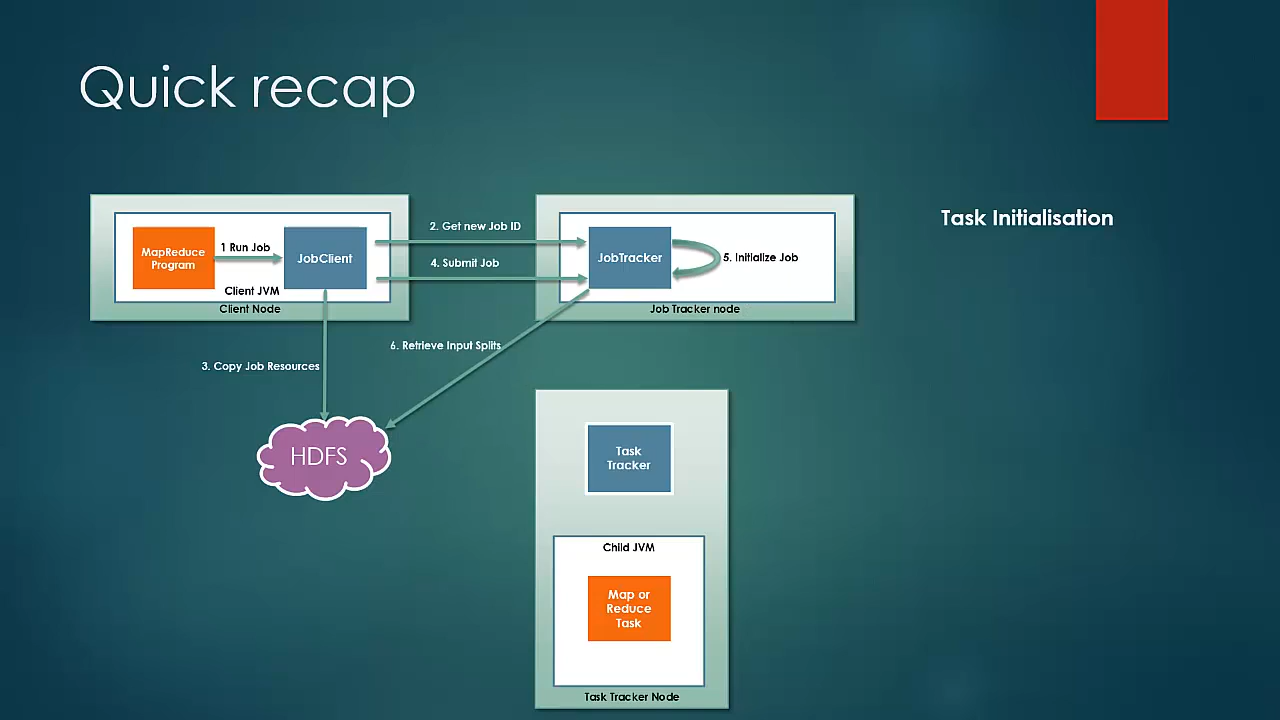 Quick recap
Task Initialisation
MapReduce
Program
1 Run Job
JobClient
Client JVM
Client Node
2. Get new Job ID
4. Submit Job
JobTracker
5. Initialize Job
Job Tracker node
3. Copy Job Resources
6. Retrieve Input Splits
HDFS
Task
Tracker
Child JVM
Map or
Reduce
Task
Task Tracker Node